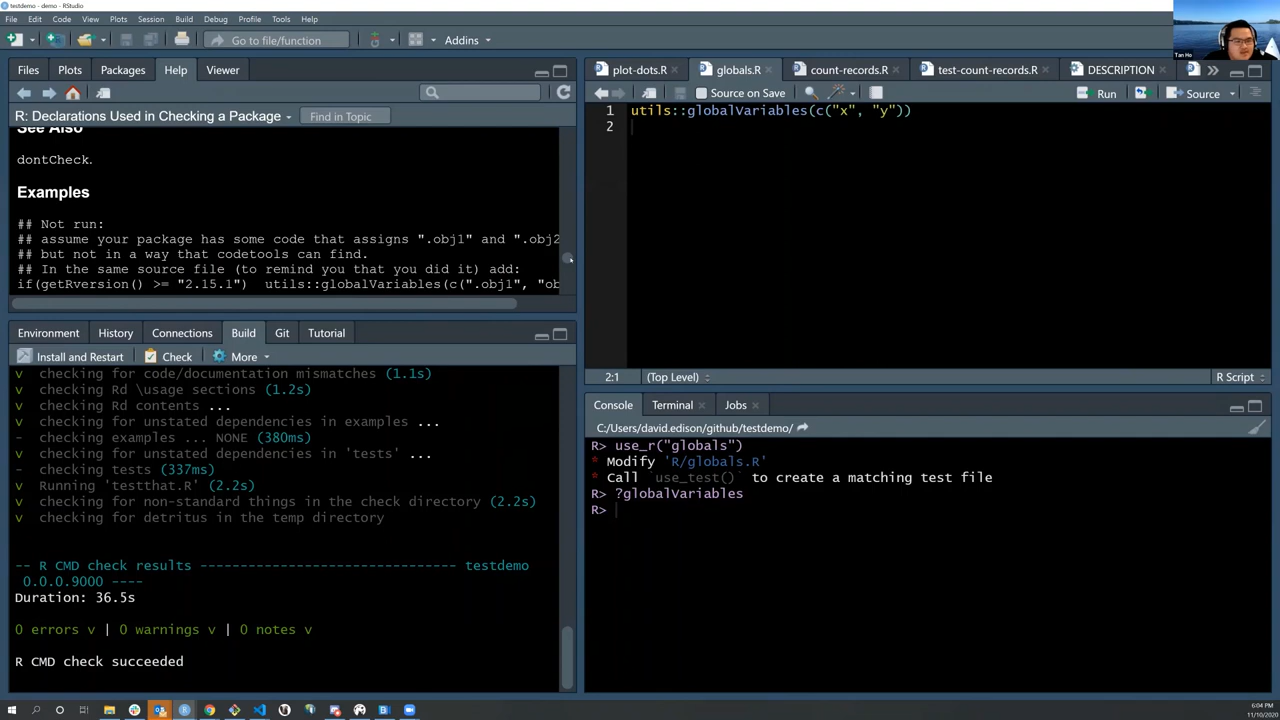 testdemo - demo - RStudio
File Edit Code View Plots Session Build Debug Profile Tools Help
Go to file/function Addins
Tan Ho
Files Plots Packages Help Viewer
R: Declarations Used in Checking a Package Find in Topic
See Also
dontCheck.
Examples
## Not run:
## assume your package has some code that assigns ".obj1" and ".obj2
## but not in a way that codetools can find.
## In the same source file (to remind you that you did it) add:
if(getRversion() >= "2.15.1") utils::globalVariables(c(".obj1", "ob
Environment History Connections Build Git Tutorial
Install and Restart Check More
v checking for code/documentation mismatches (1.1s)
v checking Rd \usage sections (1.2s)
v checking Rd contents ...
v checking for unstated dependencies in examples ...
- checking examples ... NONE (380ms)
v checking for unstated dependencies in 'tests' ...
- checking tests (337ms)
v Running 'testthat.R' (2.2s)
v checking for non-standard things in the check directory (2.2s)
v checking for detritus in the temp directory
-- R CMD check results -------------------------------- testdemo
0.0.0.9000 ----
Duration: 36.5s
0 errors v | 0 warnings v | 0 notes v
R CMD check succeeded
plot-dots.R globals.R count-records.R test-count-records.R DESCRIPTION
Source on Save Run Source
1 utils::globalVariables(c("x", "y"))
2
2:1 (Top Level) R Script
Console Terminal Jobs
C:/Users/david.edison/github/testdemo/
R> use_r("globals")
* Modify 'R/globals.R'
* Call `use_test()` to create a matching test file
R> ?globalVariables
R>
6:04 PM
11/10/2020